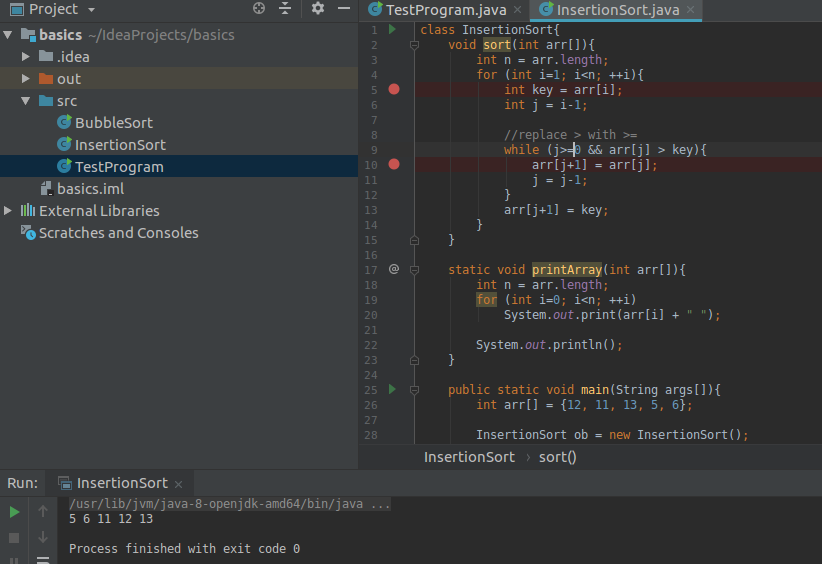 Project
TestProgram.java
InsertionSort.java
basics ~/IdeaProjects/basics
.idea
out
src
BubbleSort
InsertionSort
TestProgram
basics.iml
External Libraries
Scratches and Consoles
1 class InsertionSort{
2 void sort(int arr[]){
3 int n = arr.length;
4 for (int i=1; i<n; ++i){
5 int key = arr[i];
6 int j = i-1;
7
8 //replace > with >=
9 while (j>=0 && arr[j] > key){
10 arr[j+1] = arr[j];
11 j = j-1;
12 }
13 arr[j+1] = key;
14 }
15 }
16
17 @ static void printArray(int arr[]){
18 int n = arr.length;
19 for (int i=0; i<n; ++i)
20 System.out.print(arr[i] + " ");
21
22 System.out.println();
23 }
24
25 public static void main(String args[]){
26 int arr[] = {12, 11, 13, 5, 6};
27
28 InsertionSort ob = new InsertionSort();
InsertionSort › sort()
Run: InsertionSort
/usr/lib/jvm/java-8-openjdk-amd64/bin/java ...
5 6 11 12 13
Process finished with exit code 0